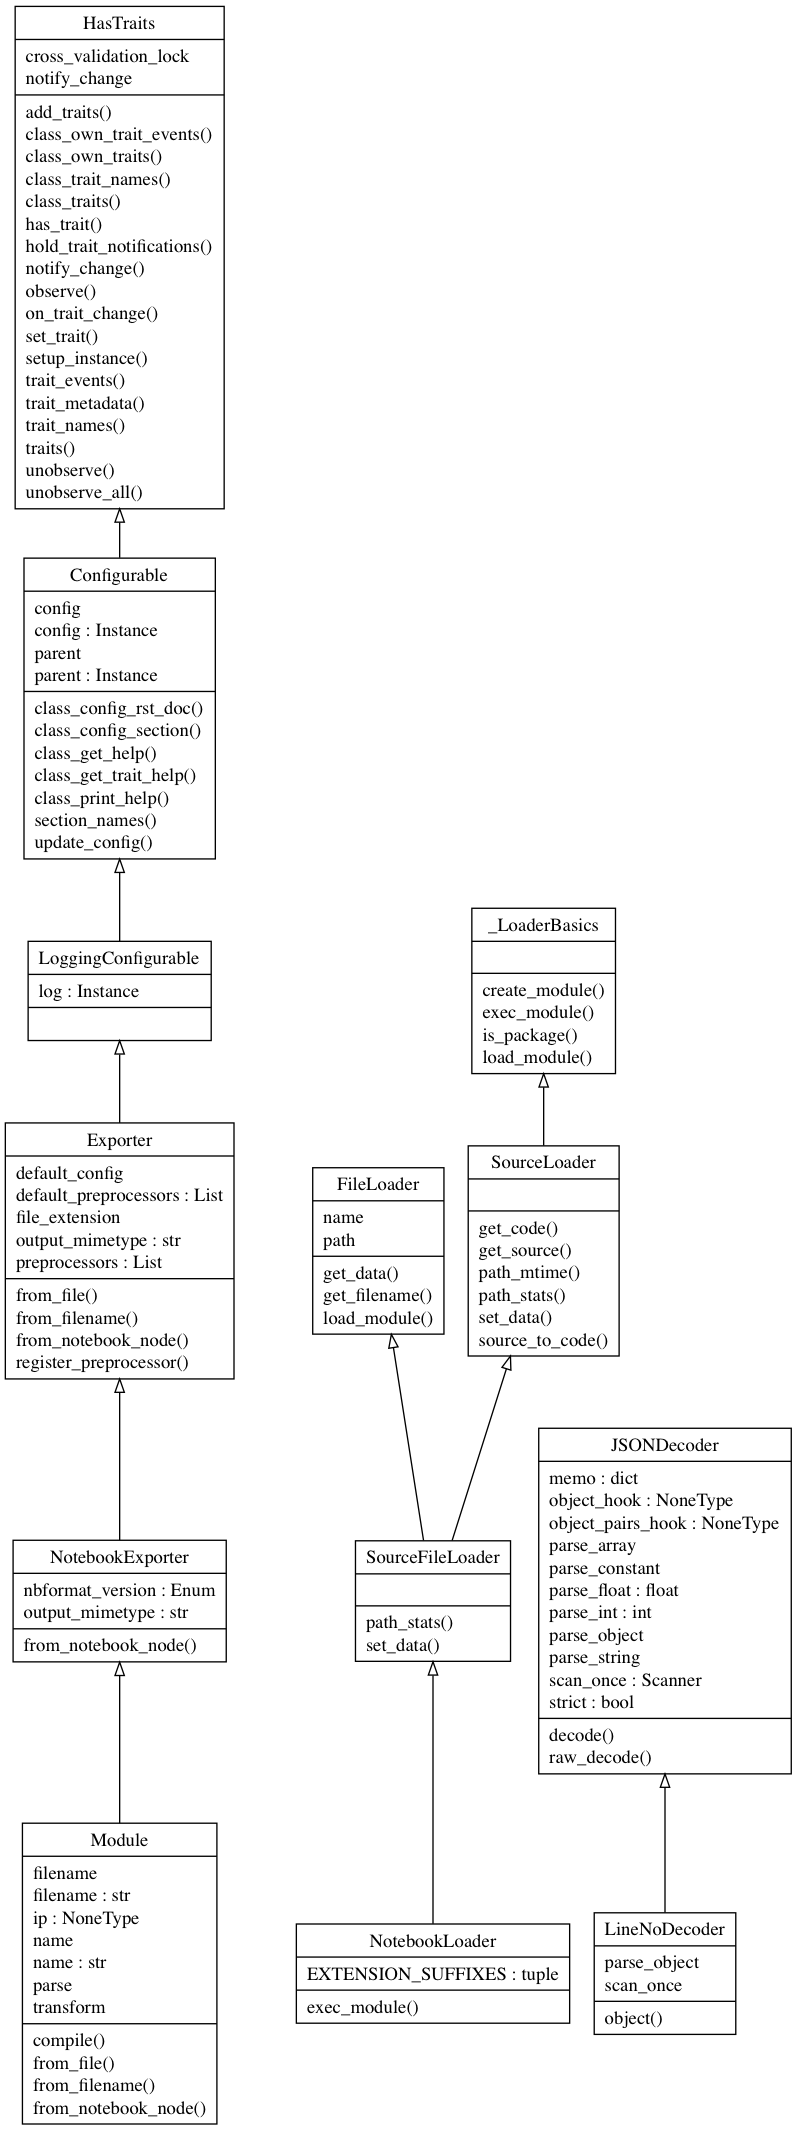 HasTraits
cross_validation_lock
notify_change
add_traits()
class_own_trait_events()
class_own_traits()
class_trait_names()
class_traits()
has_trait()
hold_trait_notifications()
notify_change()
observe()
on_trait_change()
set_trait()
setup_instance()
trait_events()
trait_metadata()
trait_names()
traits()
unobserve()
unobserve_all()
Configurable
config
config : Instance
parent
parent : Instance
class_config_rst_doc()
class_config_section()
class_get_help()
class_get_trait_help()
class_print_help()
section_names()
update_config()
LoggingConfigurable
log : Instance
Exporter
default_config
default_preprocessors : List
file_extension
output_mimetype : str
preprocessors : List
from_file()
from_filename()
from_notebook_node()
register_preprocessor()
NotebookExporter
nbformat_version : Enum
output_mimetype : str
from_notebook_node()
Module
filename
filename : str
ip : NoneType
name
name : str
parse
transform
compile()
from_file()
from_filename()
from_notebook_node()
_LoaderBasics
create_module()
exec_module()
is_package()
load_module()
FileLoader
name
path
get_data()
get_filename()
load_module()
SourceLoader
get_code()
get_source()
path_mtime()
path_stats()
set_data()
source_to_code()
SourceFileLoader
path_stats()
set_data()
NotebookLoader
EXTENSION_SUFFIXES : tuple
exec_module()
JSONDecoder
memo : dict
object_hook : NoneType
object_pairs_hook : NoneType
parse_array
parse_constant
parse_float : float
parse_int : int
parse_object
parse_string
scan_once : Scanner
strict : bool
decode()
raw_decode()
LineNoDecoder
parse_object
scan_once
object()